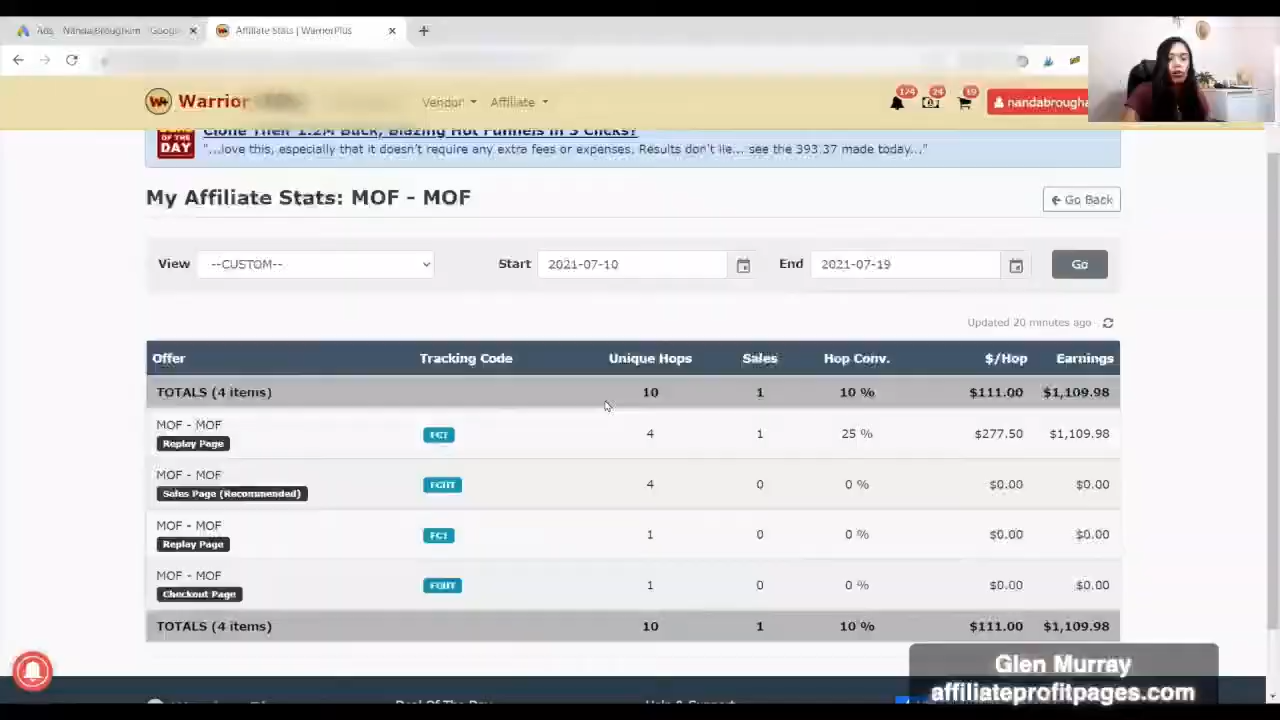 Affiliate Stats | WarriorPlus
Warrior
Vendor
Affiliate
174
24
19
nandabrougha
OF THE
DAY
Clone Their 1.2M Buck, Blazing Hot Funnels in 3 Clicks?
"...love this, especially that it doesn't require any extra fees or expenses. Results don't lie... see the 393.37 made today..."
My Affiliate Stats: MOF - MOF
Go Back
View --CUSTOM-- Start 2021-07-10 End 2021-07-19 Go
Updated 20 minutes ago
Offer Tracking Code Unique Hops Sales Hop Conv. $/Hop Earnings
TOTALS (4 items) 10 1 10 % $111.00 $1,109.98
MOF - MOF
Replay Page
FCT 4 1 25 % $277.50 $1,109.98
MOF - MOF
Sales Page (Recommended)
4 0 0 % $0.00 $0.00
MOF - MOF
Replay Page
FCT 1 0 0 % $0.00 $0.00
MOF - MOF
Checkout Page
1 0 0 % $0.00 $0.00
TOTALS (4 items) 10 1 10 % $111.00 $1,109.98
Glen Murray
affiliateprofitpages.com